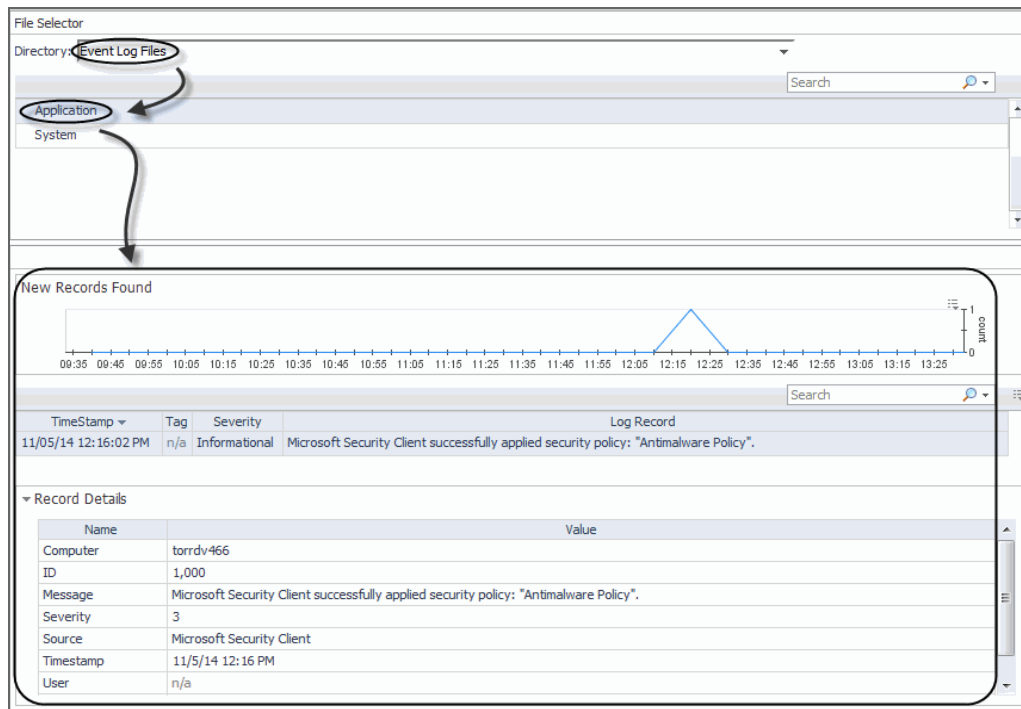 File Selector
Directory: Event Log Files
Search
Application
System
New Records Found
1
count
0
09:35 09:45 09:55 10:05 10:15 10:25 10:35 10:45 10:55 11:05 11:15 11:25 11:35 11:45 11:55 12:05 12:15 12:25 12:35 12:45 12:55 13:05 13:15 13:25
Search
TimeStamp Tag Severity Log Record
11/05/14 12:16:02 PM n/a Informational Microsoft Security Client successfully applied security policy: "Antimalware Policy".
Record Details
Name Value
Computer torrdv466
ID 1,000
Message Microsoft Security Client successfully applied security policy: "Antimalware Policy".
Severity 3
Source Microsoft Security Client
Timestamp 11/5/14 12:16 PM
User n/a